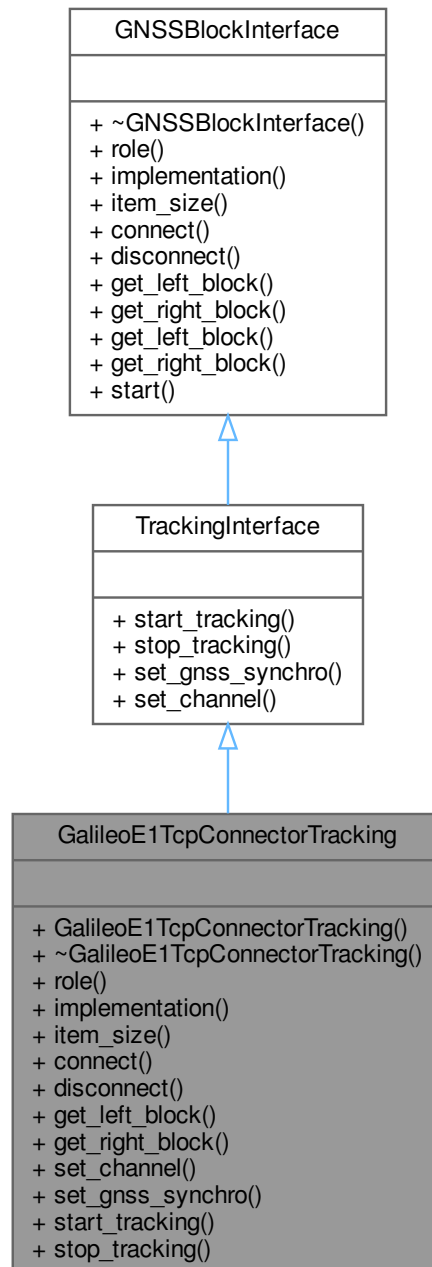 GNSSBlockInterface
+ ~GNSSBlockInterface()
+ role()
+ implementation()
+ item_size()
+ connect()
+ disconnect()
+ get_left_block()
+ get_right_block()
+ get_left_block()
+ get_right_block()
+ start()
TrackingInterface
+ start_tracking()
+ stop_tracking()
+ set_gnss_synchro()
+ set_channel()
GalileoE1TcpConnectorTracking
+ GalileoE1TcpConnectorTracking()
+ ~GalileoE1TcpConnectorTracking()
+ role()
+ implementation()
+ item_size()
+ connect()
+ disconnect()
+ get_left_block()
+ get_right_block()
+ set_channel()
+ set_gnss_synchro()
+ start_tracking()
+ stop_tracking()